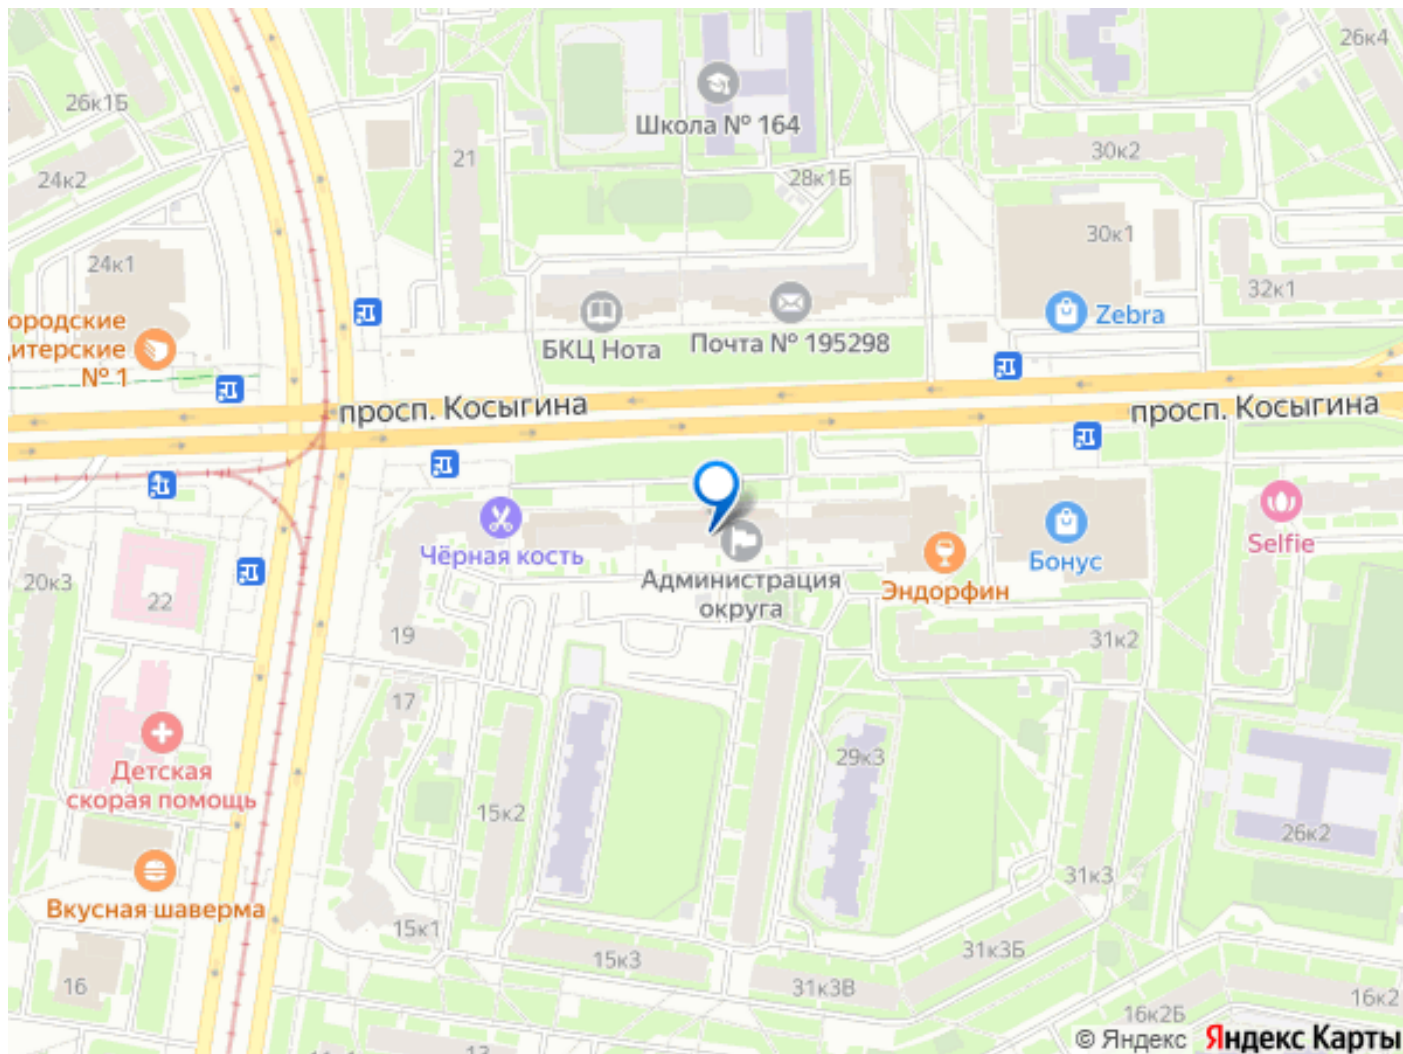 26к4
26к1Б
Школа № 164
21
30к2
24к2
28к1Б
30к1
24к1
32к1
ородские
итерские
№ 1
Zebra
БКЦ Нота
Почта № 195298
просп. Косыгина
просп. Косыгина
Чёрная кость
Selfie
Бонус
Администрация
округа
Эндорфин
20к3
22
19
31к2
17
29к3
Детская
скорая помощь
15к2
26к2
31к3
Вкусная шаверма
15к1
15к3
31к3Б
16
31к3В
16к2
16к2Б
© Яндекс
Яндекс Карты